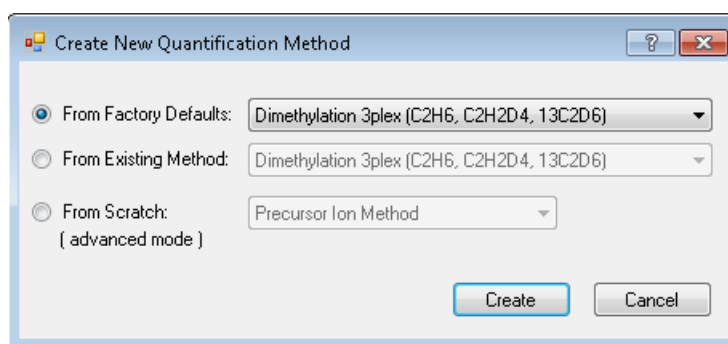 Create New Quantification Method
From Factory Defaults: Dimethylation 3plex (C2H6, C2H2D4, 13C2D6)
From Existing Method: Dimethylation 3plex (C2H6, C2H2D4, 13C2D6)
From Scratch: Precursor Ion Method
( advanced mode )
Create Cancel